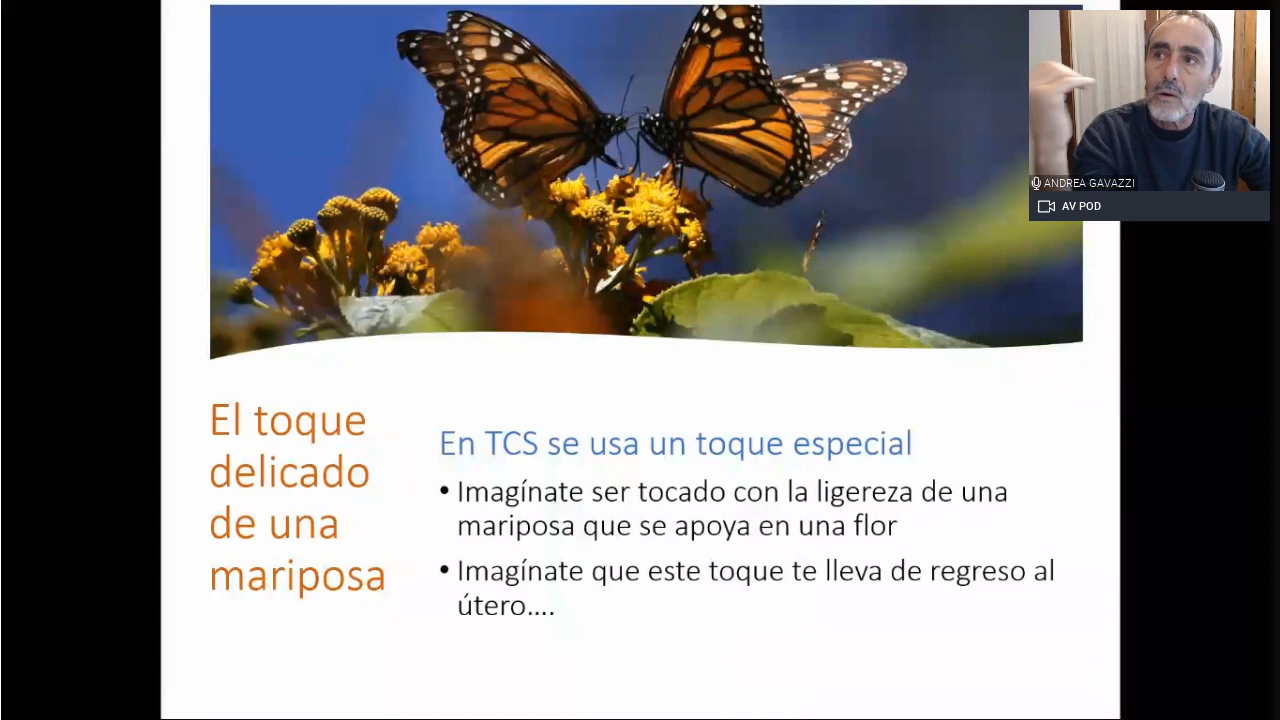 ANDREA GAVAZZI
AV POD
El toque
delicado
de una
mariposa
En TCS se usa un toque especial
• Imagínate ser tocado con la ligereza de una
mariposa que se apoya en una flor
• Imagínate que este toque te lleva de regreso al
útero....